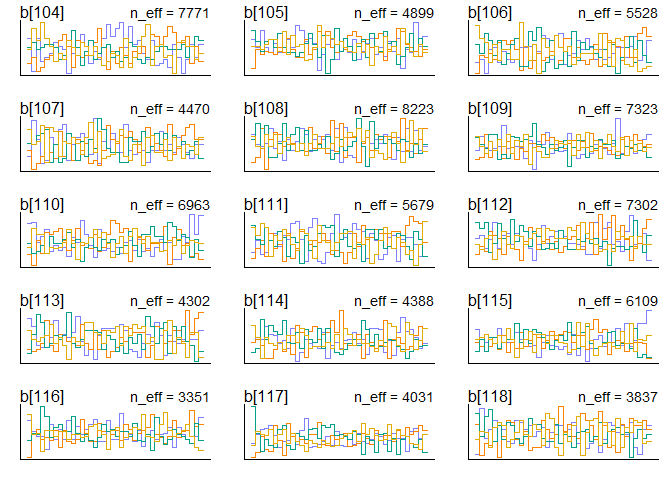 b[104] n_eff = 7771 b[105] n_eff = 4899 b[106] n_eff = 5528
b[107] n_eff = 4470 b[108] n_eff = 8223 b[109] n_eff = 7323
b[110] n_eff = 6963 b[111] n_eff = 5679 b[112] n_eff = 7302
b[113] n_eff = 4302 b[114] n_eff = 4388 b[115] n_eff = 6109
b[116] n_eff = 3351 b[117] n_eff = 4031 b[118] n_eff = 3837